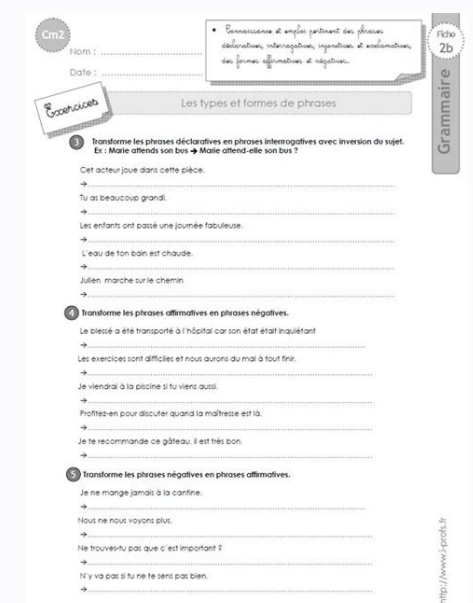 Cm2
Nom :
Date :
• Connaissance et emploi pertinent des phrases
déclaratives, interrogatives, injonctives et exclamatives,
des formes affirmatives et négatives.
Fiche
2b
Grammaire
Exercices
Les types et formes de phrases
3 Transforme les phrases déclaratives en phrases interrogatives avec inversion du sujet.
Ex : Marie attends son bus → Marie attend-elle son bus ?
Cet acteur joue dans cette pièce.
→
Tu as beaucoup grandi.
→
Les enfants ont passé une journée fabuleuse.
→
L'eau de ton bain est chaude.
→
Julien marche sur le chemin
→
4 Transforme les phrases affirmatives en phrases négatives.
Le blessé a été transporté à l'hôpital car son état était inquiétant
→
Les exercices sont difficiles et nous aurons du mal à tout finir.
→
Je viendrai à la piscine si tu viens aussi.
→
Profitez-en pour discuter quand la maîtresse est là.
→
Je te recommande ce gâteau, il est très bon.
→
5 Transforme les phrases négatives en phrases affirmatives.
Je ne mange jamais à la cantine.
→
Nous ne nous voyons plus.
→
Ne trouves-tu pas que c'est important ?
→
N'y va pas si tu ne te sens pas bien.
→
http://www.i-profs.fr